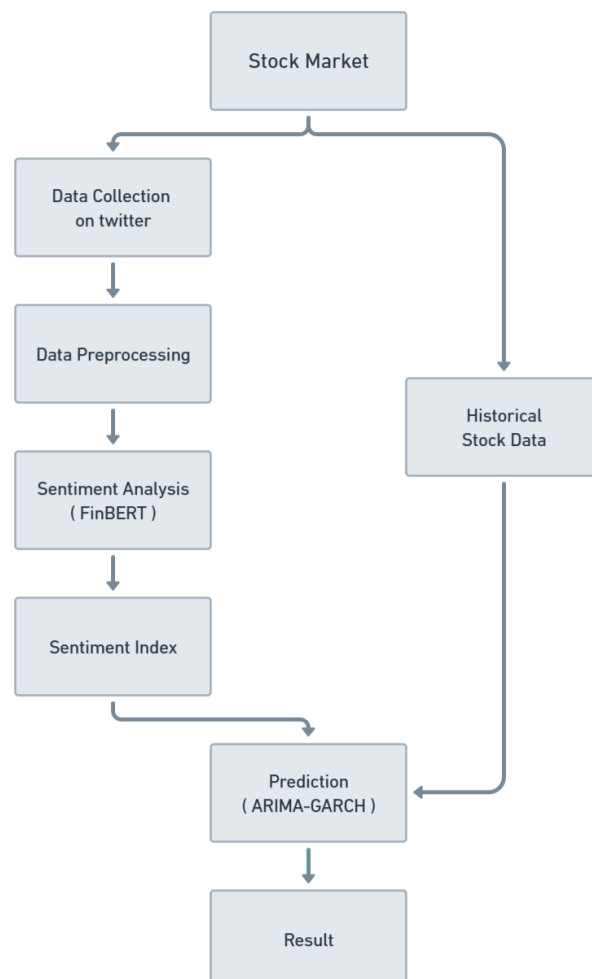 Stock Market
Data Collection
on twitter
Data Preprocessing
Historical
Stock Data
Sentiment Analysis
( FinBERT )
Sentiment Index
Prediction
( ARIMA-GARCH )
Result